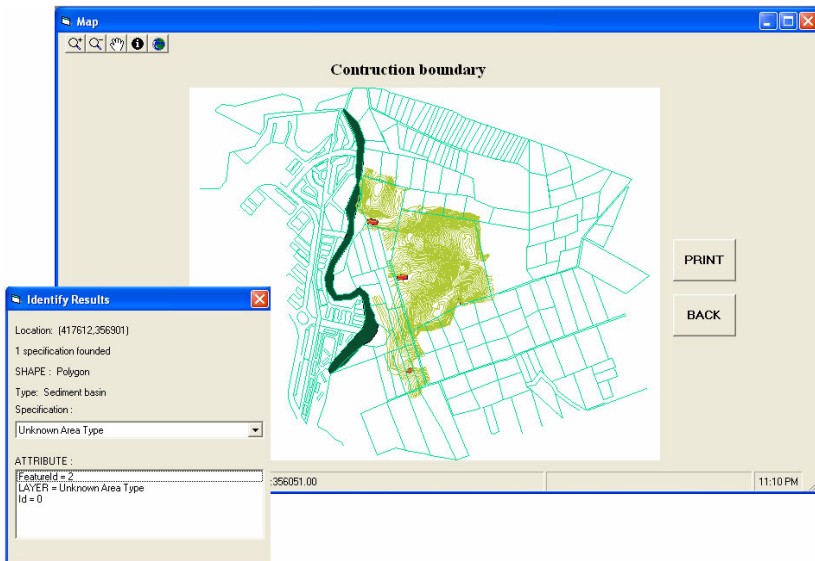 Map
Contruction boundary
PRINT
BACK
Identify Results
Location: (417612,356901)
1 specification founded
SHAPE : Polygon
Type: Sediment basin
Specification :
Unknown Area Type
ATTRIBUTE :
FeatureId = 2
LAYER = Unknown Area Type
Id = 0
:356051.00
11:10 PM